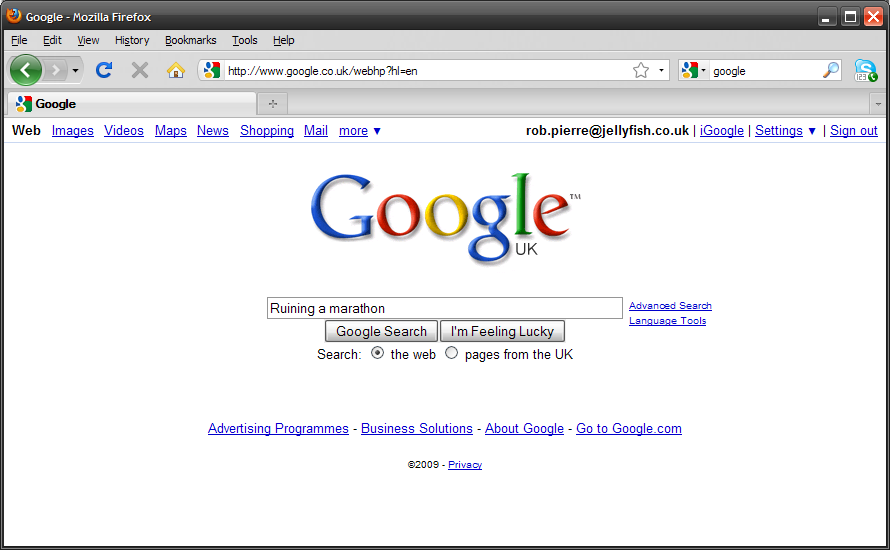 Google - Mozilla Firefox
File Edit View History Bookmarks Tools Help
http://www.google.co.uk/webhp?hl=en google
Google
Web Images Videos Maps News Shopping Mail more ▼ rob.pierre@jellyfish.co.uk | iGoogle | Settings ▼ | Sign out
Google™
UK
Ruining a marathon Advanced Search
Language Tools
Google Search I'm Feeling Lucky
Search: the web pages from the UK
Advertising Programmes - Business Solutions - About Google - Go to Google.com
©2009 - Privacy